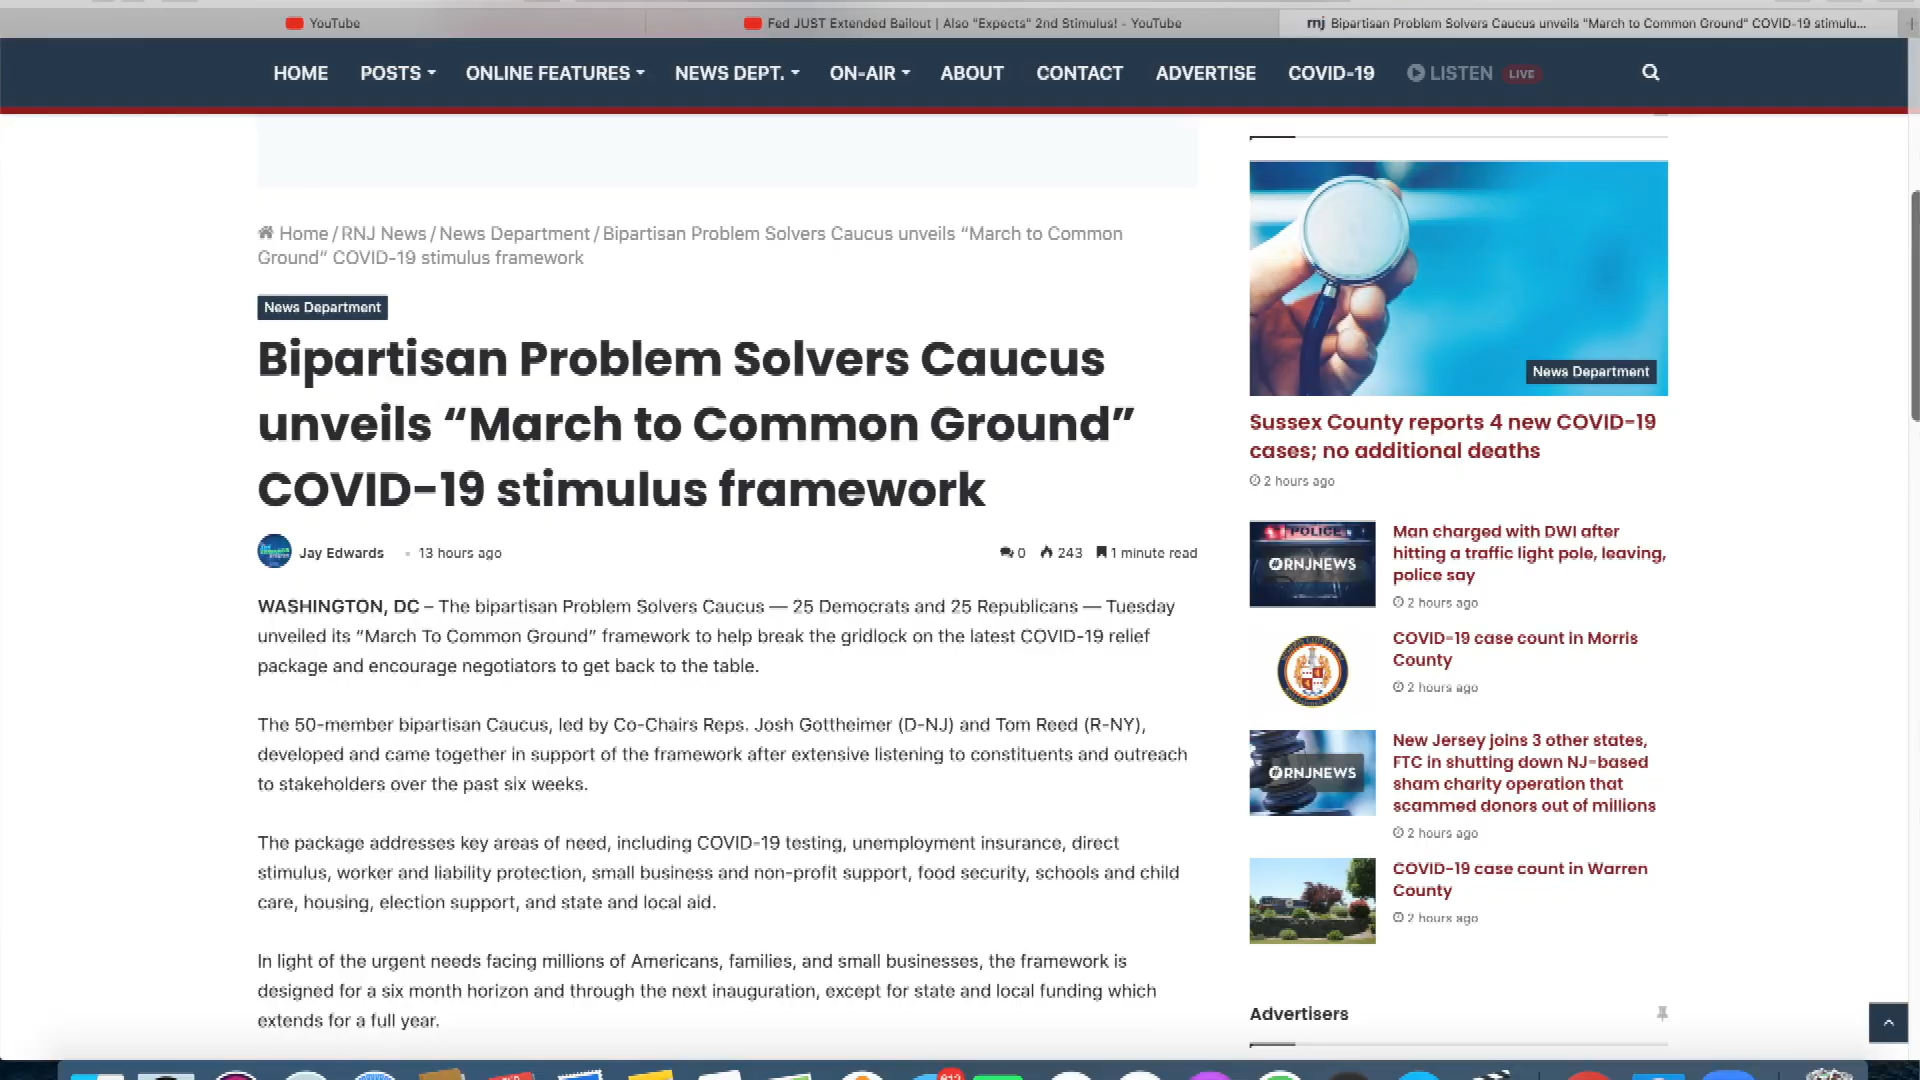 YouTube
Fed JUST Extended Bailout | Also "Expects" 2nd Stimulus! - YouTube
rnj Bipartisan Problem Solvers Caucus unveils "March to Common Ground" COVID-19 stimulu...
HOME POSTS ONLINE FEATURES NEWS DEPT. ON-AIR ABOUT CONTACT ADVERTISE COVID-19 LISTEN LIVE
Home / RNJ News / News Department / Bipartisan Problem Solvers Caucus unveils “March to Common
Ground” COVID-19 stimulus framework
News Department
Bipartisan Problem Solvers Caucus
unveils “March to Common Ground”
COVID-19 stimulus framework
Jay Edwards 13 hours ago 0 243 1 minute read
WASHINGTON, DC – The bipartisan Problem Solvers Caucus — 25 Democrats and 25 Republicans — Tuesday
unveiled its “March To Common Ground” framework to help break the gridlock on the latest COVID-19 relief
package and encourage negotiators to get back to the table.
The 50-member bipartisan Caucus, led by Co-Chairs Reps. Josh Gottheimer (D-NJ) and Tom Reed (R-NY),
developed and came together in support of the framework after extensive listening to constituents and outreach
to stakeholders over the past six weeks.
The package addresses key areas of need, including COVID-19 testing, unemployment insurance, direct
stimulus, worker and liability protection, small business and non-profit support, food security, schools and child
care, housing, election support, and state and local aid.
In light of the urgent needs facing millions of Americans, families, and small businesses, the framework is
designed for a six month horizon and through the next inauguration, except for state and local funding which
extends for a full year.
News Department
Sussex County reports 4 new COVID-19
cases; no additional deaths
2 hours ago
POLICE
RNJNEWS
Man charged with DWI after
hitting a traffic light pole, leaving,
police say
2 hours ago
COVID-19 case count in Morris
County
2 hours ago
RNJNEWS
New Jersey joins 3 other states,
FTC in shutting down NJ-based
sham charity operation that
scammed donors out of millions
2 hours ago
COVID-19 case count in Warren
County
2 hours ago
Advertisers